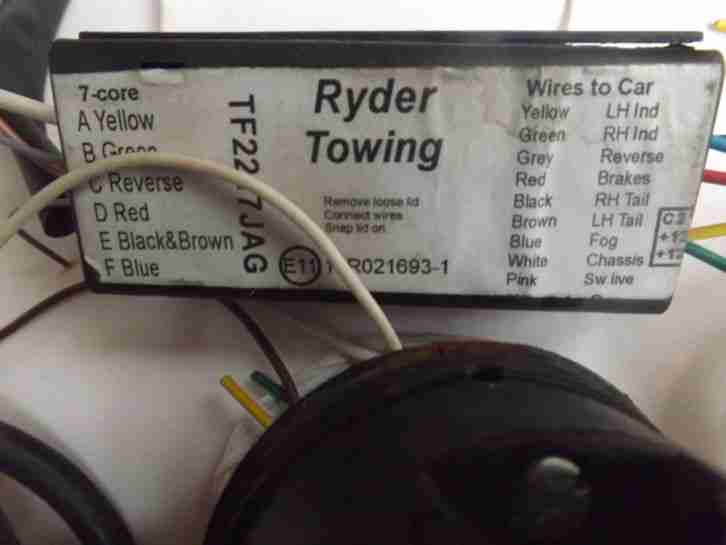 7-core
A Yellow
B Green
C Reverse
D Red
E Black&Brown
F Blue
Ryder
Towing
Remove loose lid
Connect wires
Snap lid on
E11
R021693-1
Wires to Car
Yellow LH Ind
Green RH Ind
Grey Reverse
Red Brakes
Black RH Tail
Brown LH Tail
Blue Fog
White Chassis
Pink Sw.live